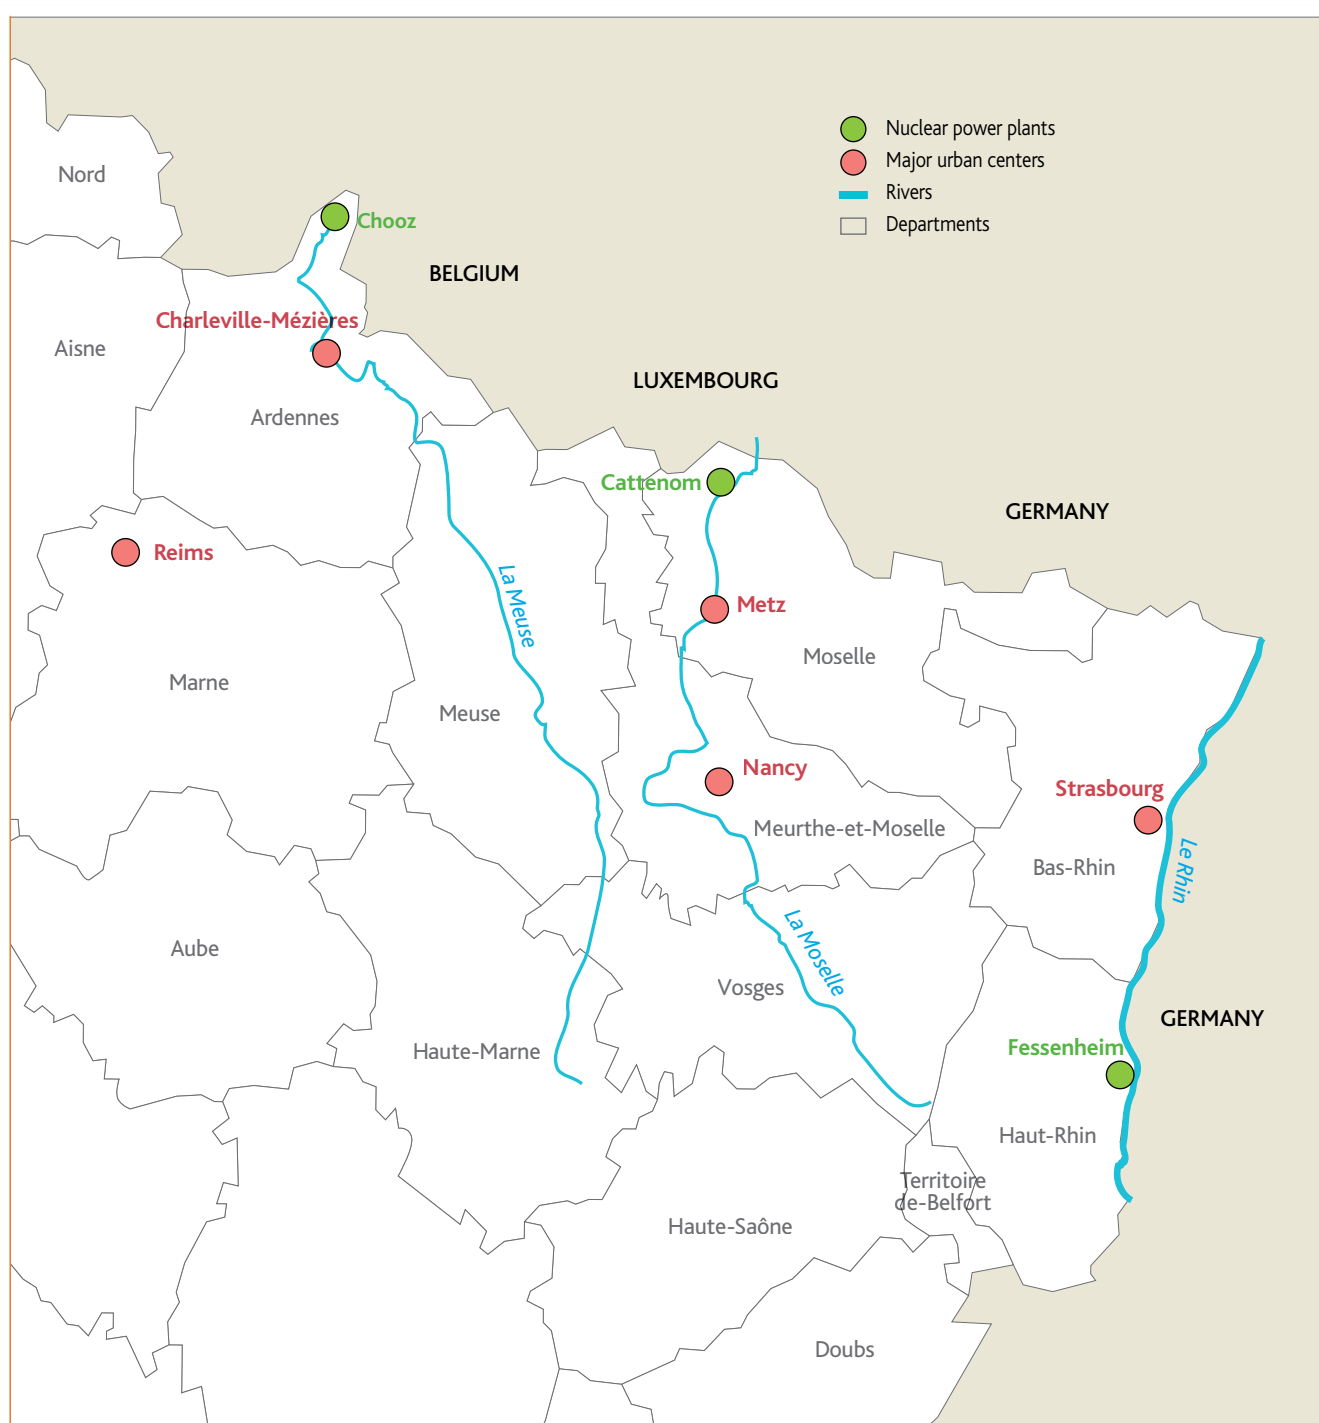 Nuclear power plants
Major urban centers
Rivers
Departments
Nord
Chooz
BELGIUM
Charleville-Mézières
Aisne
LUXEMBOURG
Ardennes
Cattenom
GERMANY
Reims
La Meuse
Metz
Moselle
Marne
Meuse
Nancy
Strasbourg
Meurthe-et-Moselle
Bas-Rhin
Le Rhin
Aube
La Moselle
Vosges
GERMANY
Haute-Marne
Fessenheim
Haut-Rhin
Territoire
de-Belfort
Haute-Saône
Doubs